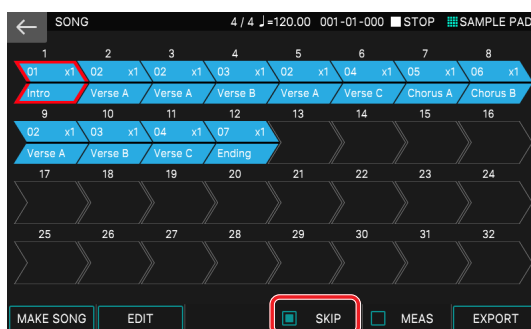 SONG 4 / 4 ♩=120.00 001-01-000 STOP SAMPLE PAD
1 2 3 4 5 6 7 8
01 x1 02 x1 02 x1 03 x1 02 x1 04 x1 05 x1 06 x1
Intro Verse A Verse A Verse B Verse A Verse C Chorus A Chorus B
9 10 11 12 13 14 15 16
02 x1 03 x1 04 x1 07 x1
Verse A Verse B Verse C Ending
17 18 19 20 21 22 23 24
25 26 27 28 29 30 31 32
MAKE SONG EDIT SKIP MEAS EXPORT